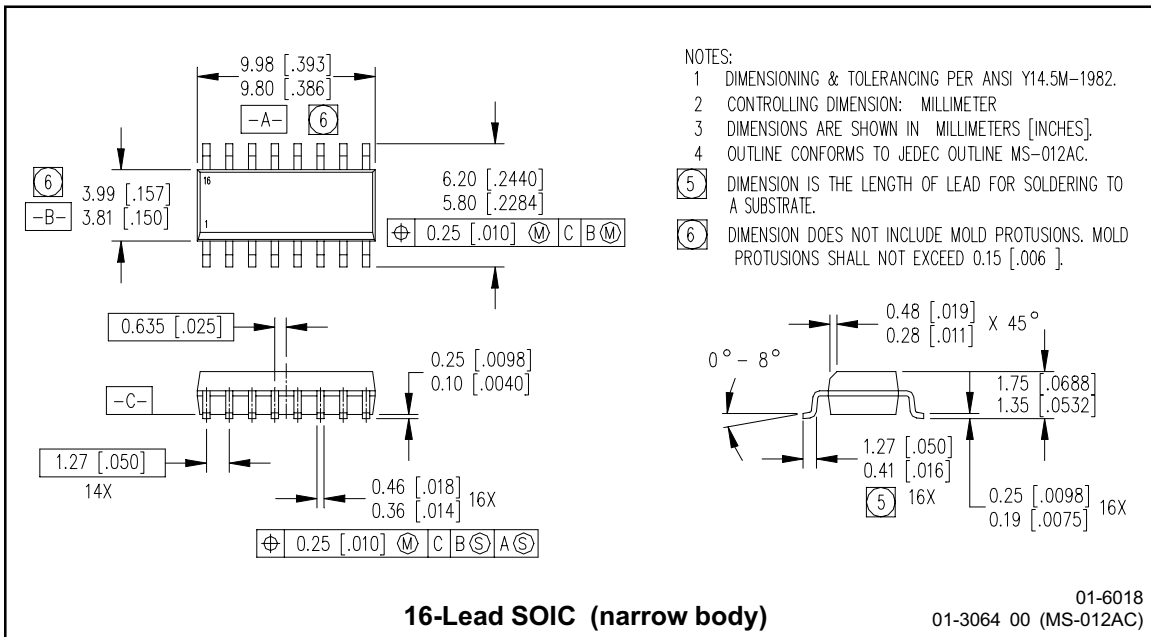 9.98 [.393]
9.80 [.386]
-A- 6
6
3.99 [.157]
-B- 3.81 [.150]
16
1
6.20 [.2440]
5.80 [.2284]
⌖ 0.25 [.010] Ⓜ C B Ⓜ
NOTES:
1 DIMENSIONING & TOLERANCING PER ANSI Y14.5M-1982.
2 CONTROLLING DIMENSION: MILLIMETER
3 DIMENSIONS ARE SHOWN IN MILLIMETERS [INCHES].
4 OUTLINE CONFORMS TO JEDEC OUTLINE MS-012AC.
5 DIMENSION IS THE LENGTH OF LEAD FOR SOLDERING TO
A SUBSTRATE.
6 DIMENSION DOES NOT INCLUDE MOLD PROTUSIONS. MOLD
PROTUSIONS SHALL NOT EXCEED 0.15 [.006 ].
0.635 [.025]
0.25 [.0098]
0.10 [.0040]
-C-
1.27 [.050]
14X
0.46 [.018]
0.36 [.014] 16X
⌖ 0.25 [.010] Ⓜ C B Ⓢ A Ⓢ
0.48 [.019]
0.28 [.011] X 45°
0° - 8°
1.75 [.0688]
1.35 [.0532]
1.27 [.050]
0.41 [.016]
5 16X
0.25 [.0098]
0.19 [.0075] 16X
16-Lead SOIC (narrow body)
01-6018
01-3064 00 (MS-012AC)